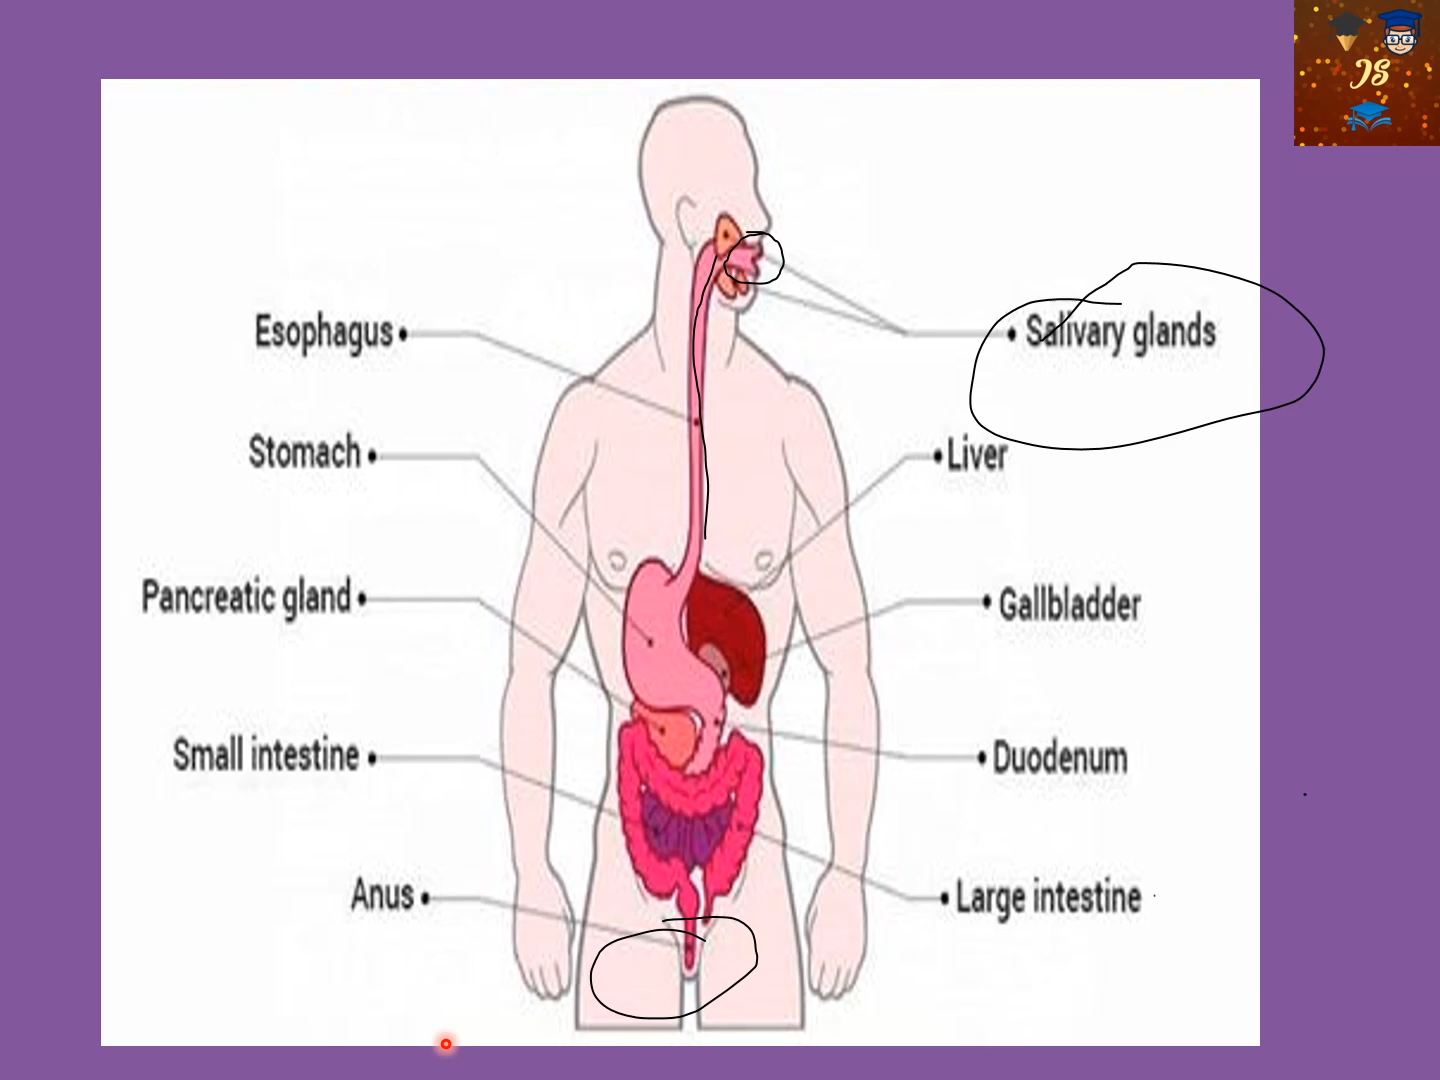 JS
Esophagus
Salivary glands
Stomach
Liver
Pancreatic gland
Gallbladder
Small intestine
Duodenum
Anus
Large intestine